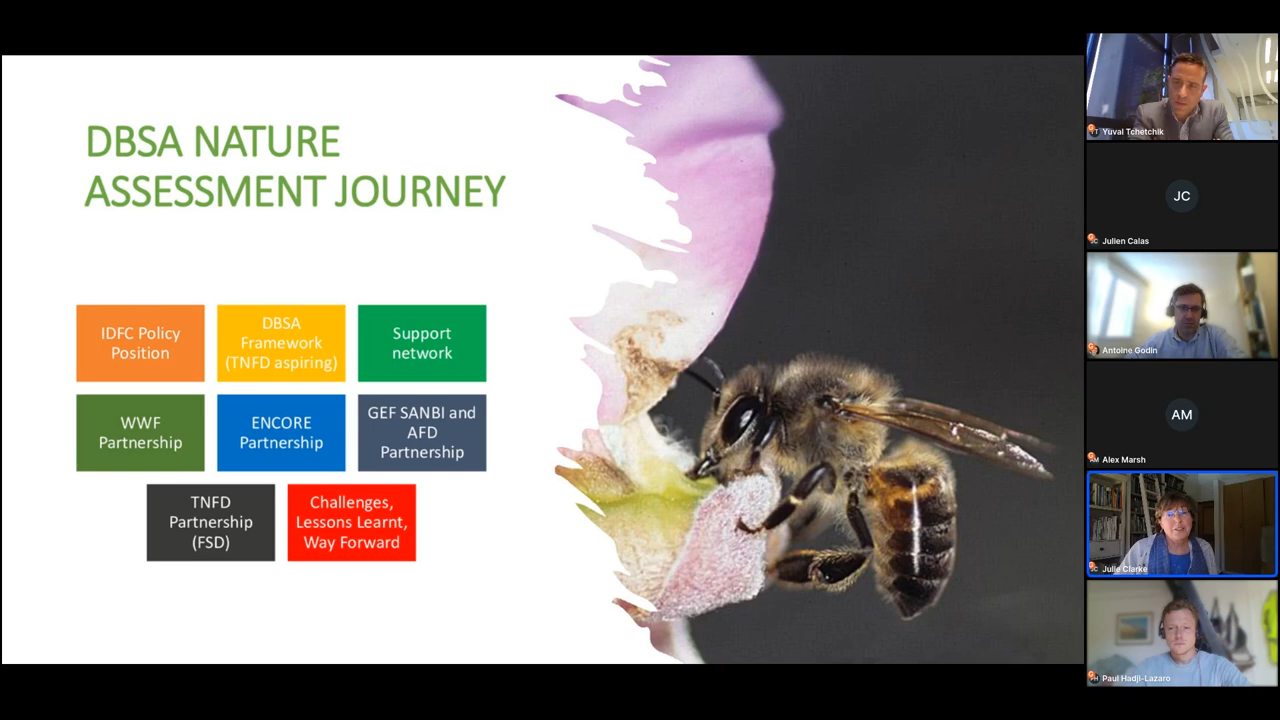 DBSA NATURE
ASSESSMENT JOURNEY
IDFC Policy
Position
DBSA
Framework
(TNFD aspiring)
Support
network
WWF
Partnership
ENCORE
Partnership
GEF SANBI and
AFD
Partnership
TNFD
Partnership
(FSD)
Challenges,
Lessons Learnt,
Way Forward
Yuval Tchetchik
JC
Julien Calas
Antoine Godin
AM
Alex Marsh
Julie Clarke
Paul Hadji-Lazaro